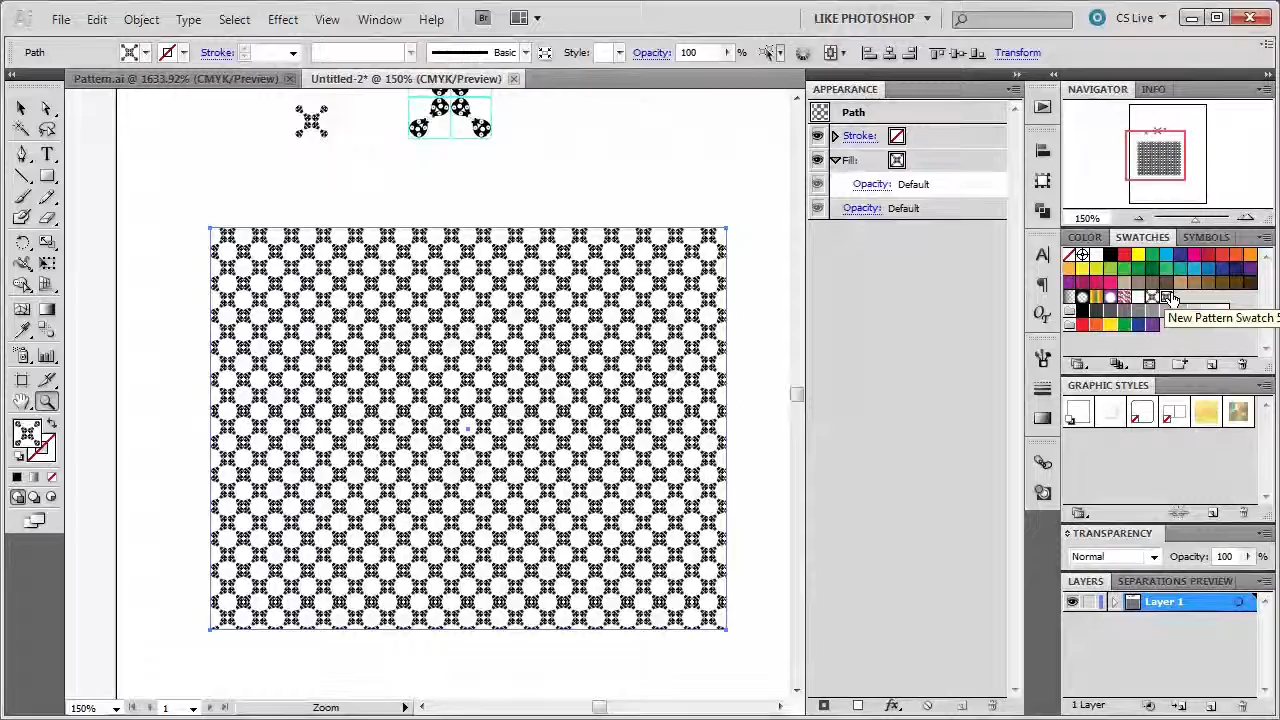 Ai File Edit Object Type Select Effect View Window Help Br LIKE PHOTOSHOP CS Live
Path Stroke: Basic Style: Opacity: 100 % Transform
Pattern.ai @ 1633.92% (CMYK/Preview) Untitled-2* @ 150% (CMYK/Preview)
APPEARANCE
Path
Stroke:
Fill:
Opacity: Default
Opacity: Default
NAVIGATOR INFO
150%
COLOR SWATCHES SYMBOLS
New Pattern Swatch 5
GRAPHIC STYLES
TRANSPARENCY
Normal Opacity: 100 %
LAYERS SEPARATIONS PREVIEW
Layer 1
1 Layer
150% 1 Zoom